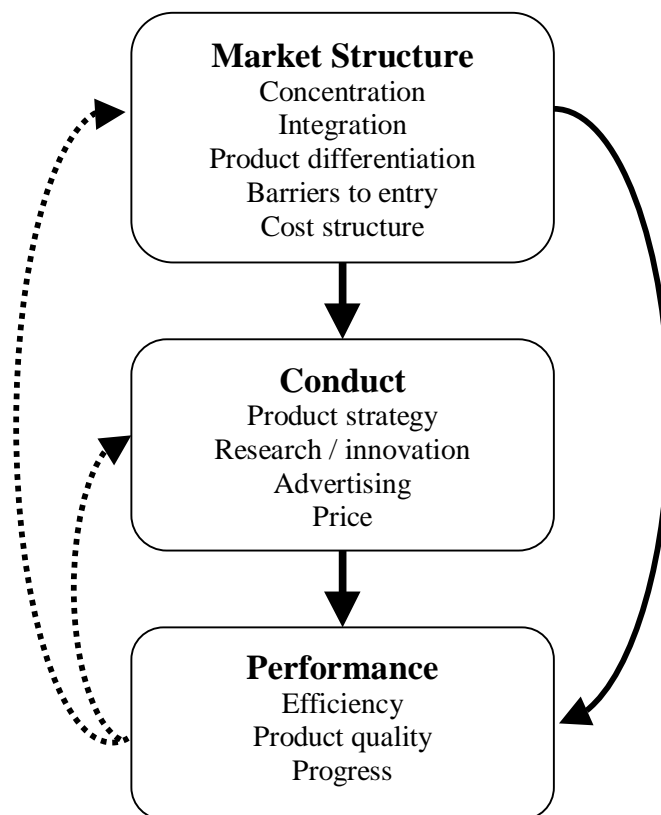 Market Structure
Concentration
Integration
Product differentiation
Barriers to entry
Cost structure
Conduct
Product strategy
Research / innovation
Advertising
Price
Performance
Efficiency
Product quality
Progress